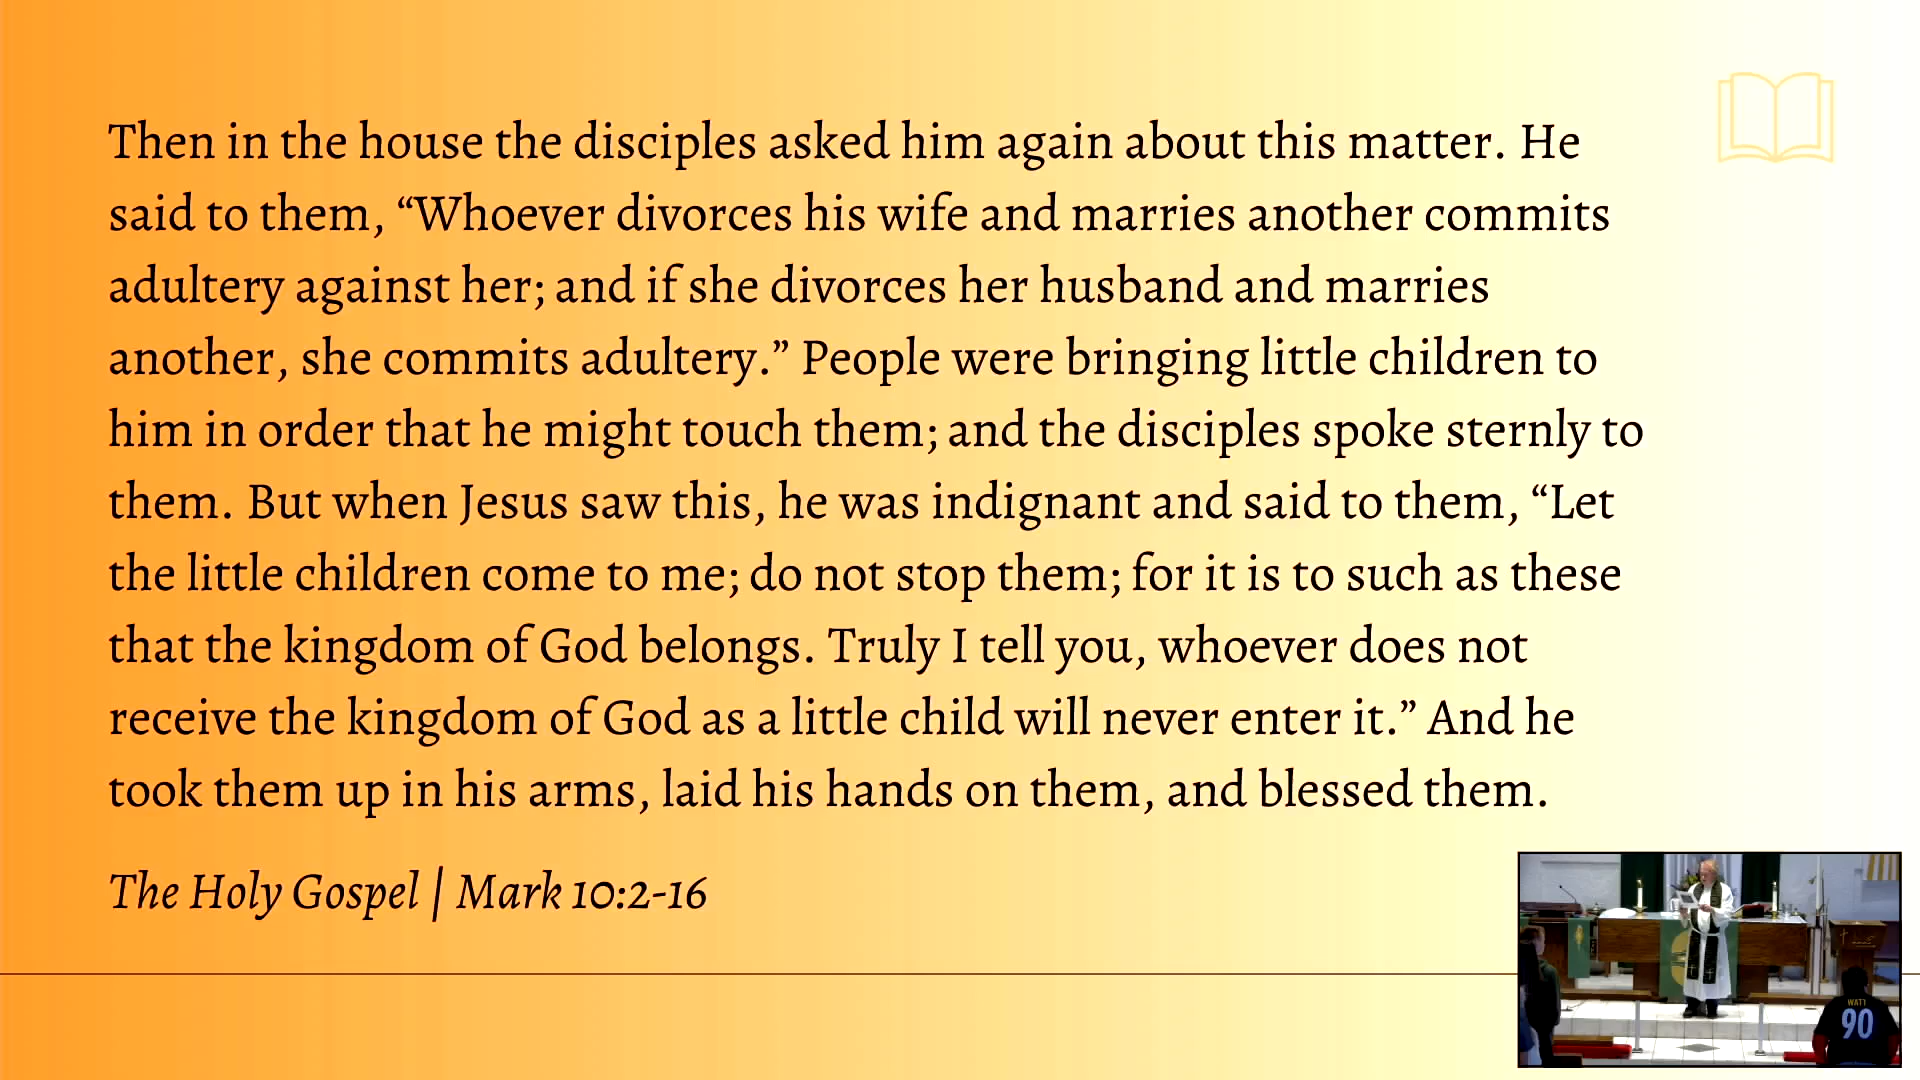 Then in the house the disciples asked him again about this matter. He
said to them, “Whoever divorces his wife and marries another commits
adultery against her; and if she divorces her husband and marries
another, she commits adultery.” People were bringing little children to
him in order that he might touch them; and the disciples spoke sternly to
them. But when Jesus saw this, he was indignant and said to them, “Let
the little children come to me; do not stop them; for it is to such as these
that the kingdom of God belongs. Truly I tell you, whoever does not
receive the kingdom of God as a little child will never enter it.” And he
took them up in his arms, laid his hands on them, and blessed them.
The Holy Gospel | Mark 10:2-16
WATT
90